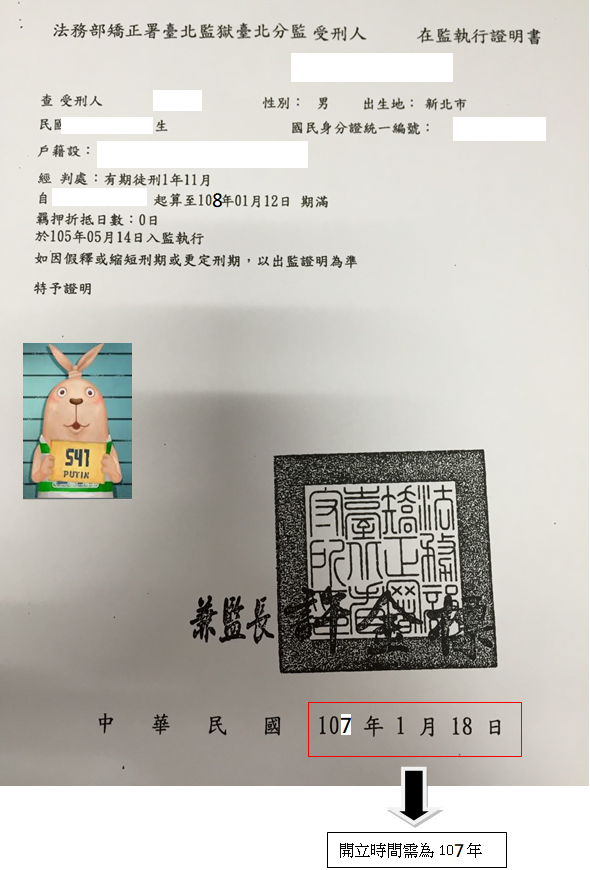 法務部矯正署臺北監獄臺北分監 受刑人 在監執行證明書
查 受刑人 性別： 男 出生地： 新北市
民國 生 國民身分證統一編號：
戶籍設：
經 判處：有期徒刑1年11月
自 起算至108年01月12日 期滿
羈押折抵日數：0日
於105年05月14日入監執行
如因假釋或縮短刑期或更定刑期，以出監證明為準
特予證明
541
PUTIN
兼監長
中 華 民 國 107 年 1 月 18 日
開立時間需為 107 年